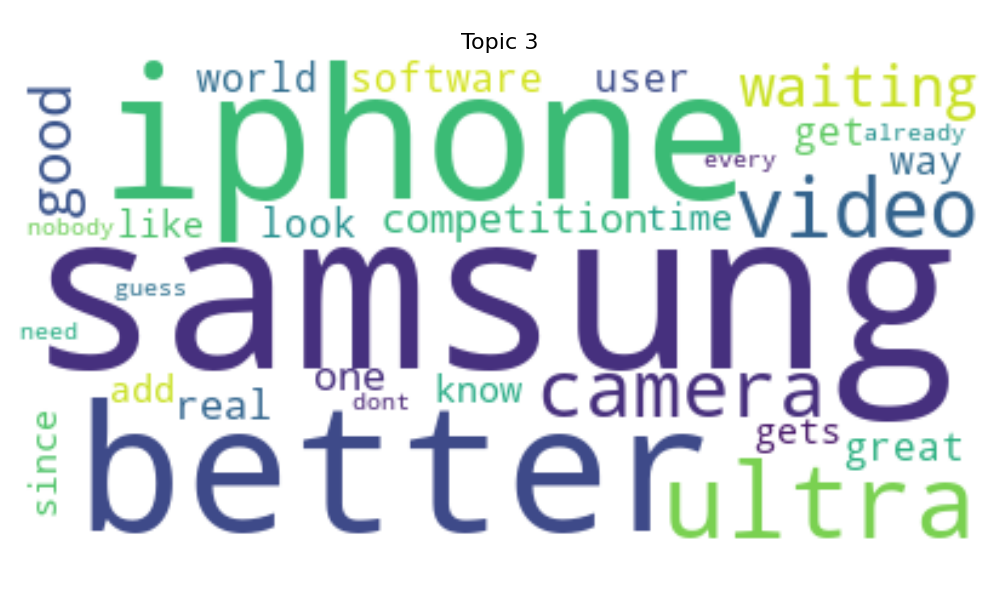 Topic 3
world software user waiting
good iphone get already
every way
nobody like look competition time video
samsung
guess
need
add real one dont know camera
gets great
since better ultra